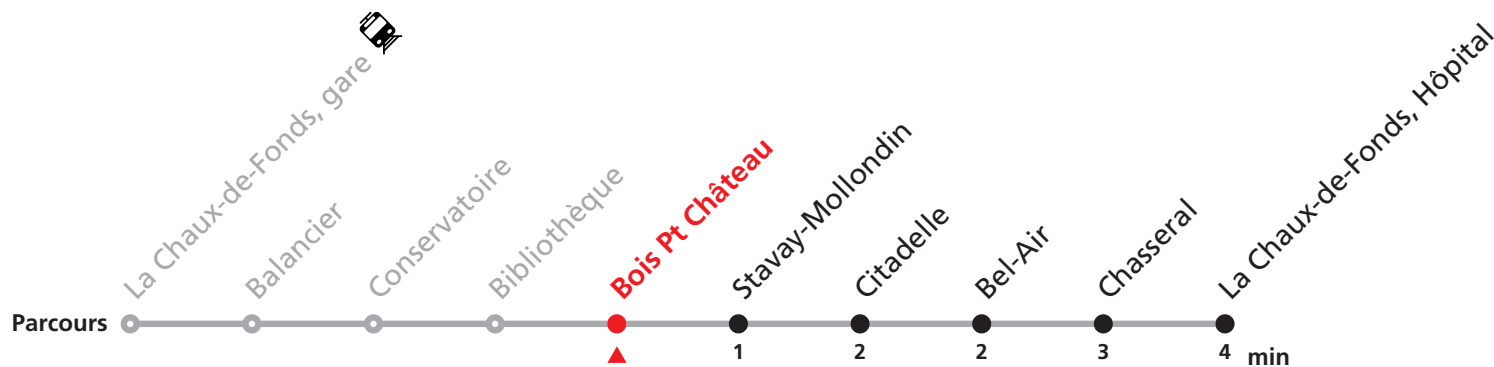 La Chaux-de-Fonds, gare
Balancier
Conservatoire
Bibliothèque
Bois Pt Château
Stavay-Mollondin
Citadelle
Bel-Air
Chasseral
La Chaux-de-Fonds, Hôpital
Parcours
1 2 2 3 4 min